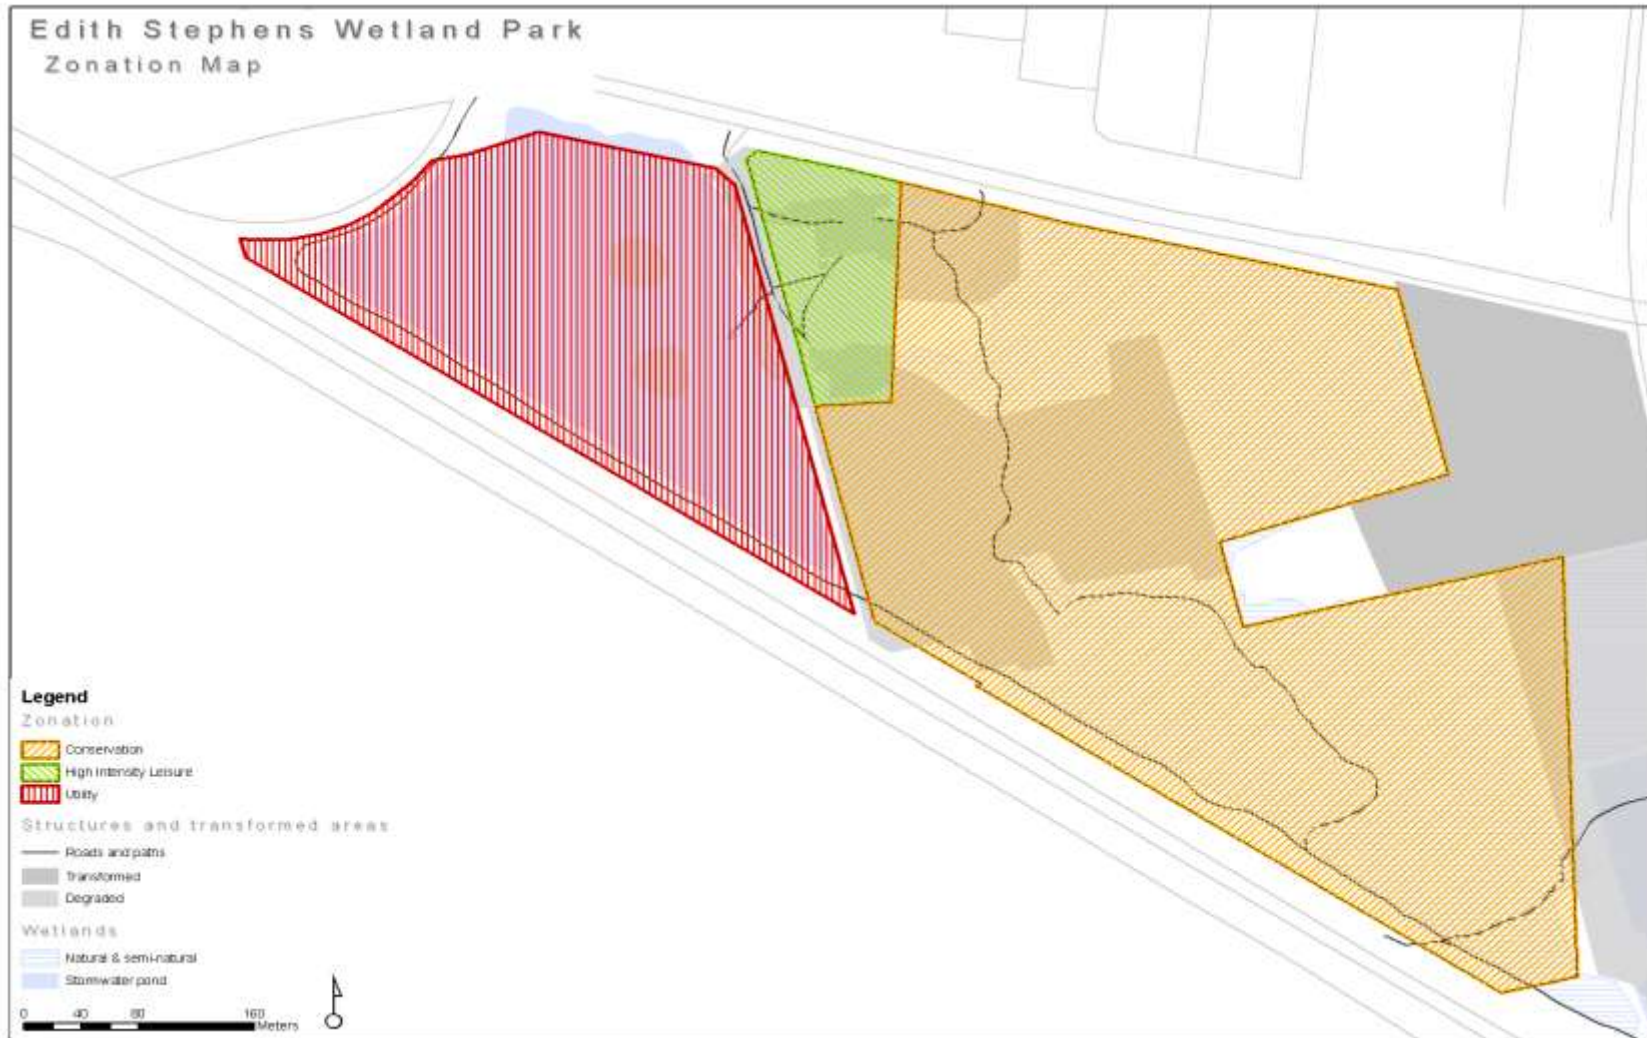 Edith Stephens Wetland Park
Zonation Map
Legend
Zonation
Conservation
High Intensity Leisure
Utility
Structures and transformed areas
Roads and paths
Transformed
Degraded
Wetlands
Natural & semi-natural
Stormwater pond
0 40 80 160
Meters